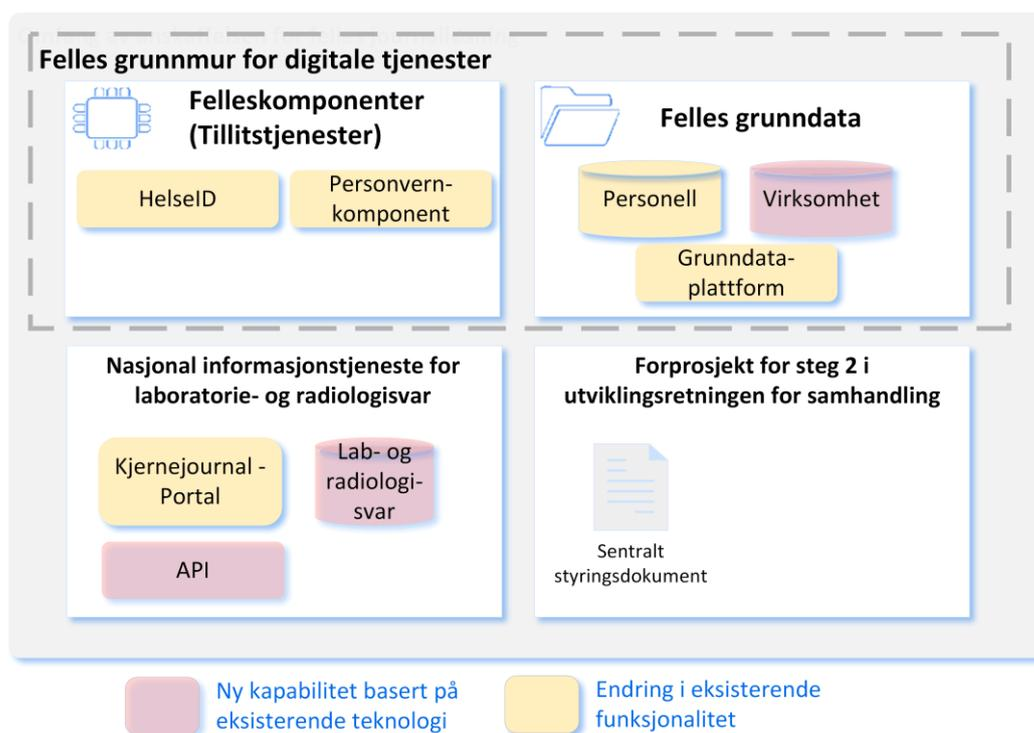 Felles grunnmur for digitale tjenester
Felleskomponenter
(Tillitstjenester)
HelseID
Personvern-
komponent
Felles grunndata
Personell
Virksomhet
Grunndata-
plattform
Nasjonal informasjonstjeneste for
laboratorie- og radiologisvar
Kjernejournal -
Portal
Lab- og
radiologi-
svar
API
Forprosjekt for steg 2 i
utviklingsretningen for samhandling
Sentralt
styringsdokument
Ny kapabilitet basert på
eksisterende teknologi
Endring i eksisterende
funksjonalitet